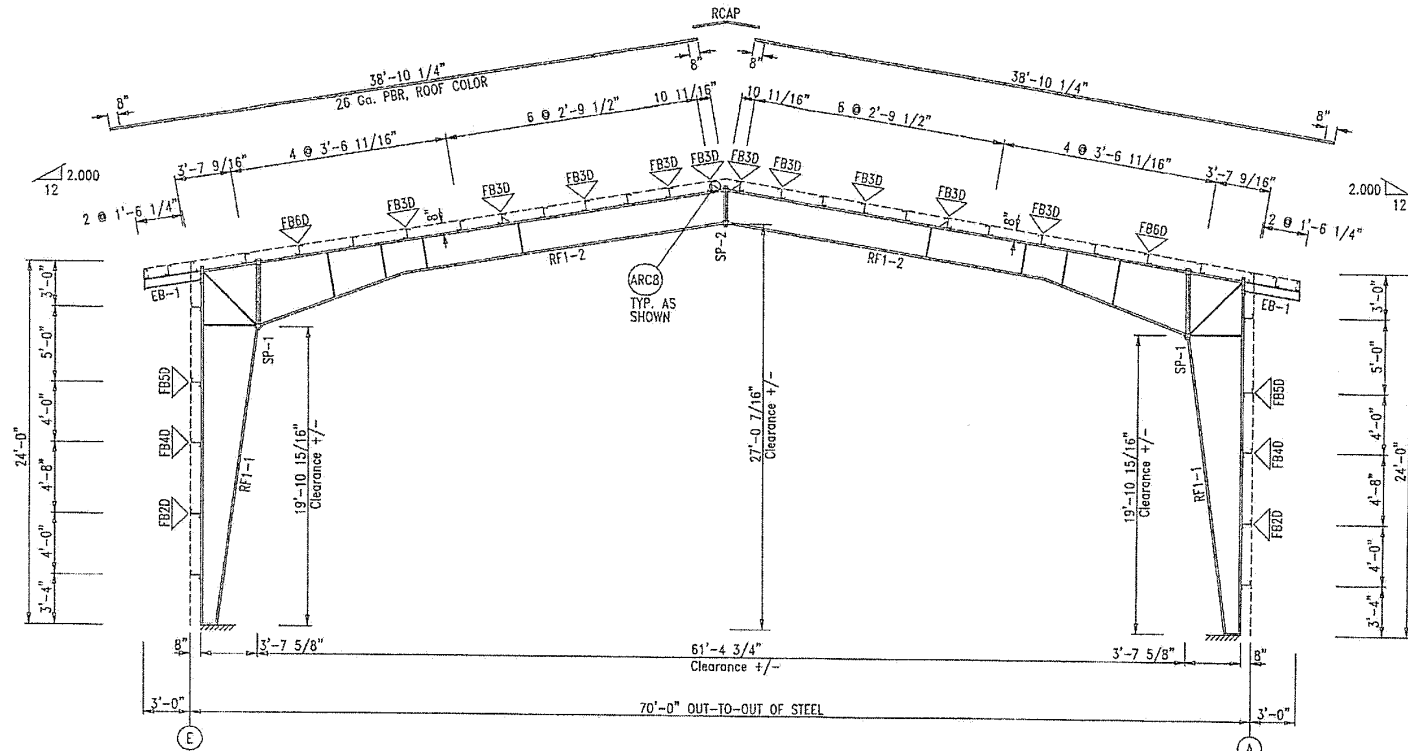 RCAP
38'-10 1/4"
26 Ga. PBR, ROOF COLOR
8"
8"
8"
38'-10 1/4"
8"
6 @ 2'-9 1/2"
10 11/16"
10 11/16"
6 @ 2'-9 1/2"
4 @ 3'-6 11/16"
4 @ 3'-6 11/16"
3'-7 9/16"
3'-7 9/16"
2.000
12
2.000
12
2 @ 1'-6 1/4"
2 @ 1'-6 1/4"
FB6D
FB3D
FB3D
FB3D
FB3D
FB3D
FB3D
FB3D
FB3D
FB3D
FB3D
FB6D
8"
8"
EB-1
RF1-2
SP-2
RF1-2
EB-1
ARC8
TYP. AS
SHOWN
SP-1
SP-1
3'-0"
5'-0"
4'-0"
4'-8"
4'-0"
3'-4"
24'-0"
FB5D
FB4D
FB2D
RF1-1
19'-10 15/16"
Clearance +/-
27'-0 7/16"
Clearance +/-
19'-10 15/16"
Clearance +/-
RF1-1
FB5D
FB4D
FB2D
3'-0"
5'-0"
4'-0"
4'-8"
4'-0"
3'-4"
24'-0"
8"
3'-7 5/8"
61'-4 3/4"
Clearance +/-
3'-7 5/8"
8"
3'-0"
70'-0" OUT-TO-OUT OF STEEL
3'-0"
E
A